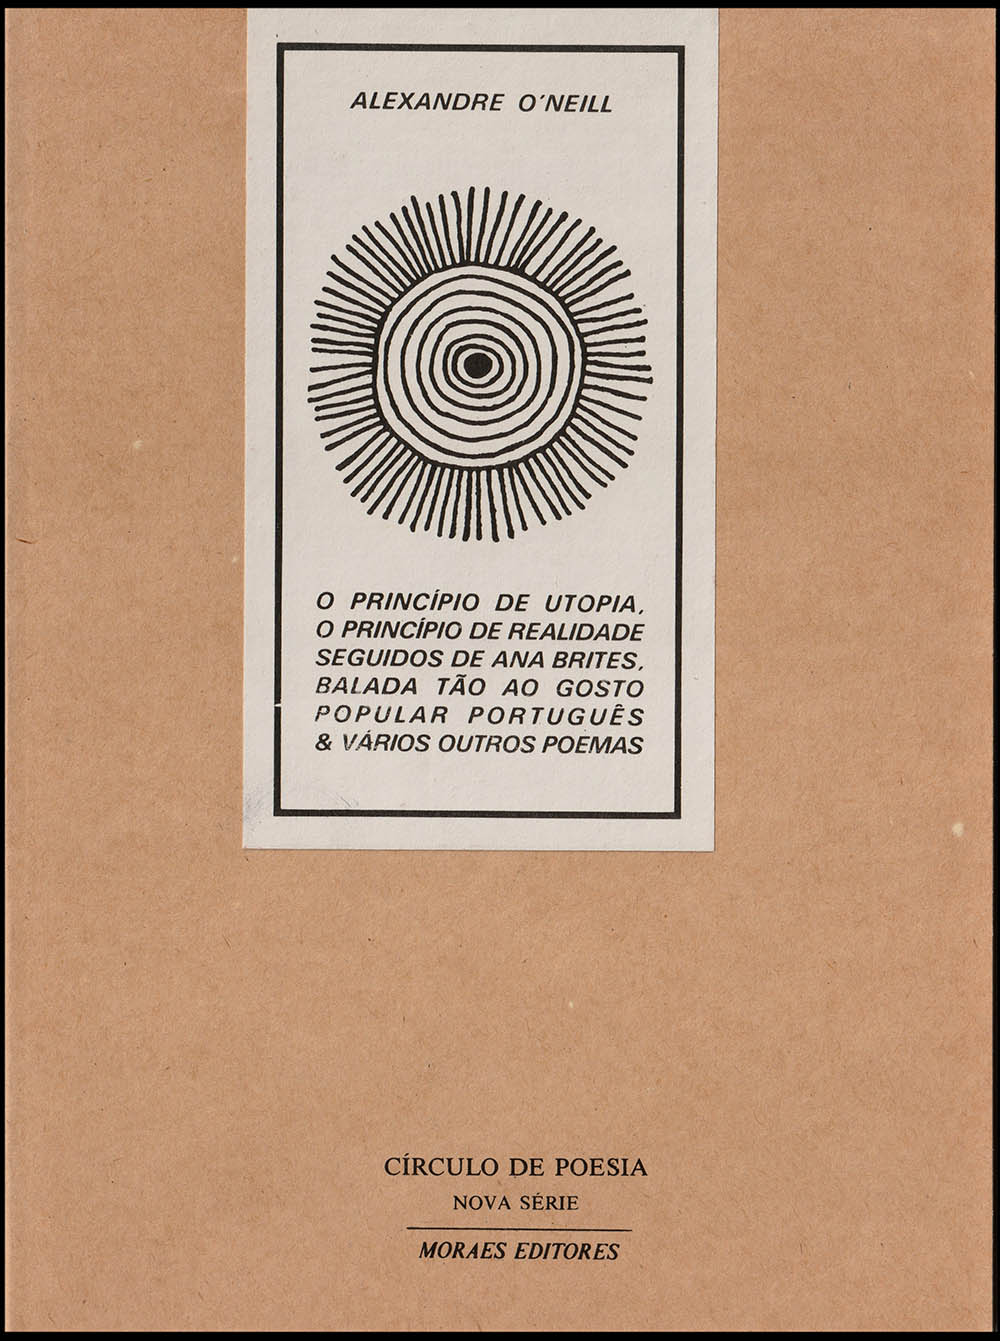 ALEXANDRE O'NEILL
O PRINCÍPIO DE UTOPIA,
O PRINCÍPIO DE REALIDADE
SEGUIDOS DE ANA BRITES,
BALADA TÃO AO GOSTO
POPULAR PORTUGUÊS
& VÁRIOS OUTROS POEMAS
CÍRCULO DE POESIA
NOVA SÉRIE
MORAES EDITORES